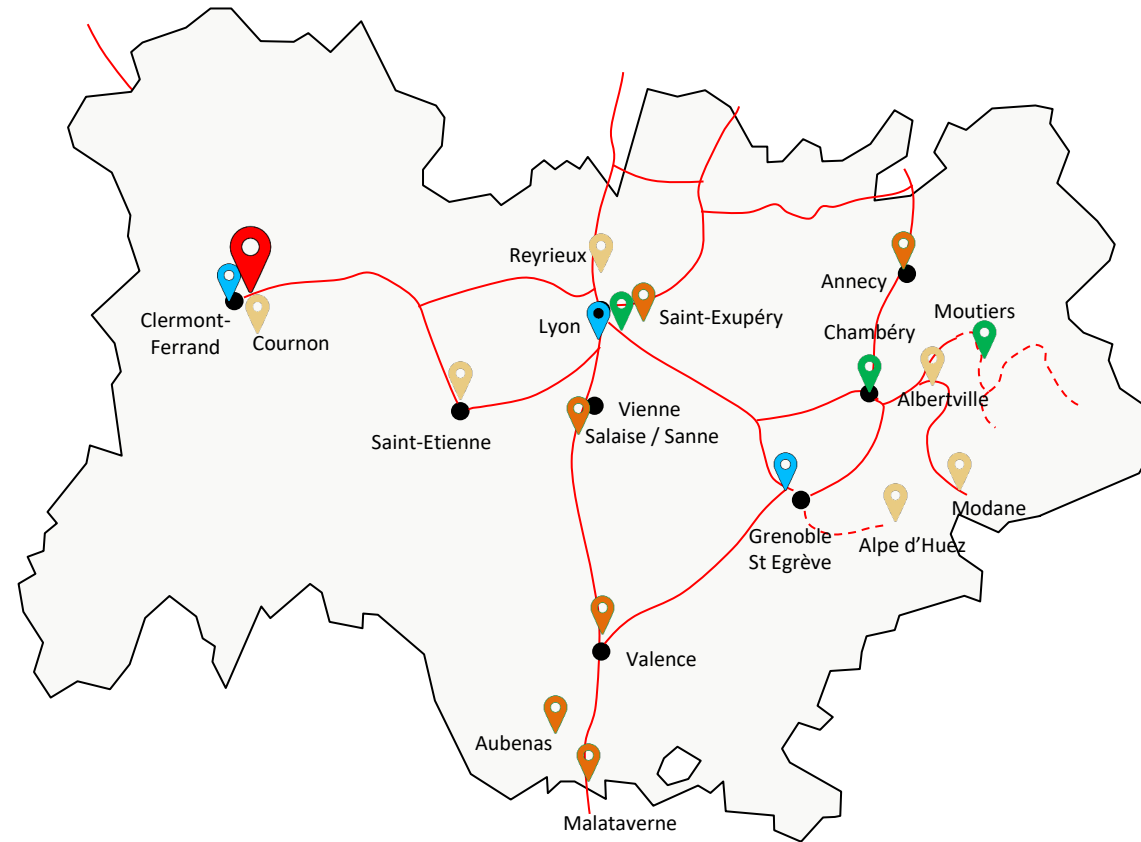 Reyrieux
Annecy
Clermont-
Ferrand
Cournon
Lyon
Saint-Exupéry
Chambéry
Moutiers
Albertville
Saint-Etienne
Vienne
Salaise / Sanne
Modane
Grenoble
St Egrève
Alpe d’Huez
Valence
Aubenas
Malataverne